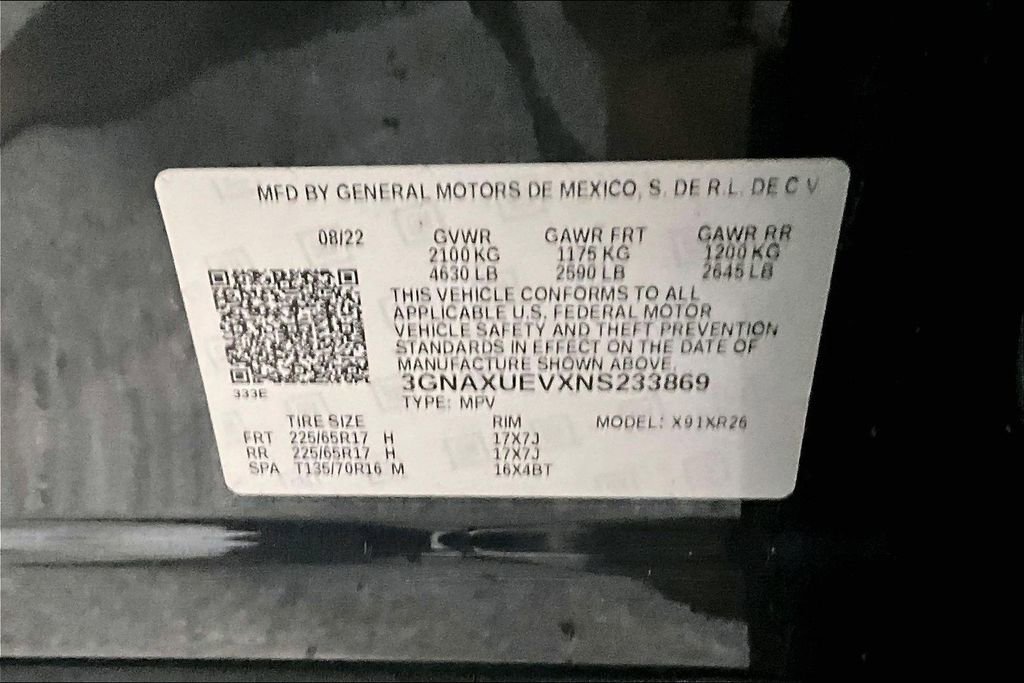 MFD BY GENERAL MOTORS DE MEXICO, S. DE R.L. DE C V
08/22 GVWR GAWR FRT GAWR RR
2100 KG 1175 KG 1200 KG
4630 LB 2590 LB 2645 LB
THIS VEHICLE CONFORMS TO ALL
APPLICABLE U.S. FEDERAL MOTOR
VEHICLE SAFETY AND THEFT PREVENTION
STANDARDS IN EFFECT ON THE DATE OF
MANUFACTURE SHOWN ABOVE.
3GNAXUEVXNS233869
333E
TYPE: MPV
TIRE SIZE RIM MODEL: X91XR26
FRT 225/65R17 H 17X7J
RR 225/65R17 H 17X7J
SPA T135/70R16 M 16X4BT